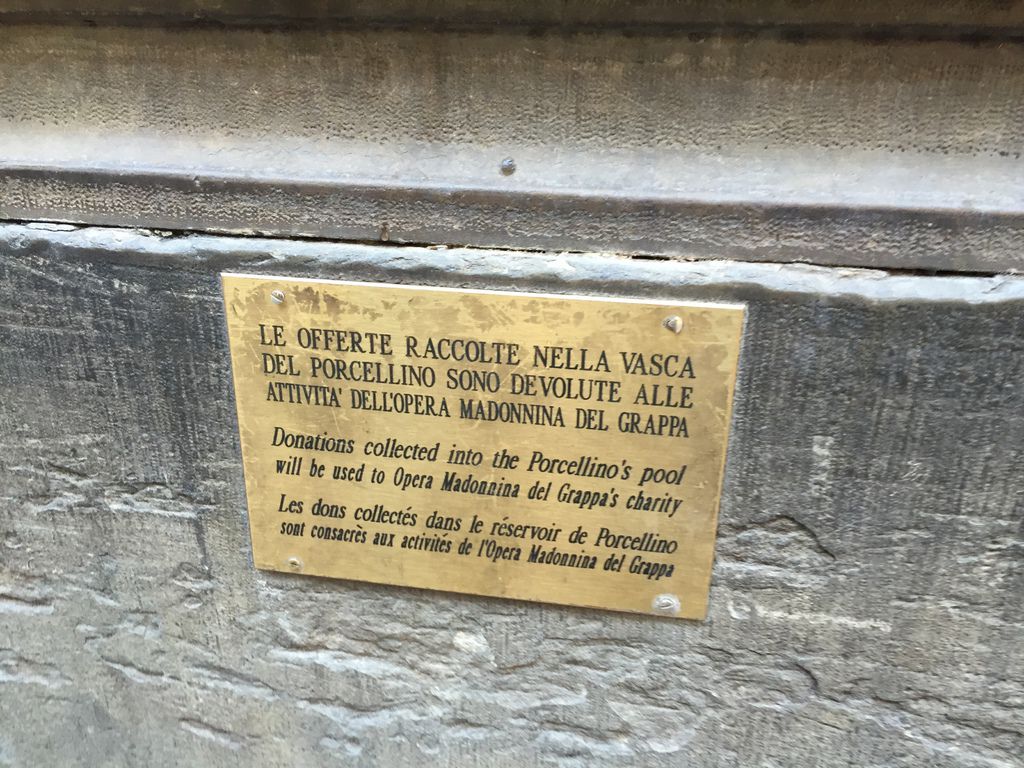 LE OFFERTE RACCOLTE NELLA VASCA
DEL PORCELLINO SONO DEVOLUTE ALLE
ATTIVITA' DELL'OPERA MADONNINA DEL GRAPPA
Donations collected into the Porcellino's pool
will be used to Opera Madonnina del Grappa's charity
Les dons collectés dans le réservoir de Porcellino
sont consacrès aux activités de l'Opera Madonnina del Grappa